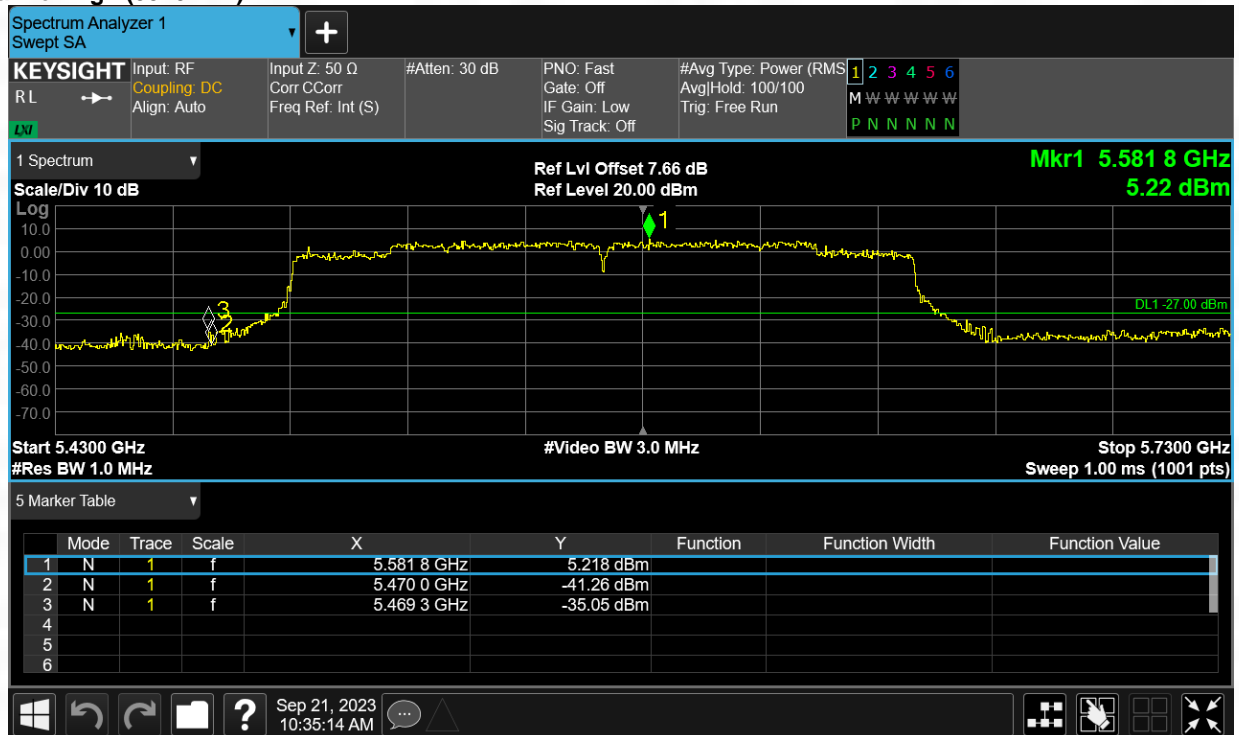 Spectrum Analyzer 1
Swept SA
+
KEYSIGHT Input: RF Input Z: 50 Ω #Atten: 30 dB PNO: Fast #Avg Type: Power (RMS 1 2 3 4 5 6
RL Coupling: DC Corr CCorr Gate: Off Avg|Hold: 100/100 M W W W W W
Align: Auto Freq Ref: Int (S) IF Gain: Low Trig: Free Run
LXI Sig Track: Off P N N N N N
1 Spectrum
Ref Lvl Offset 7.66 dB Mkr1 5.581 8 GHz
Scale/Div 10 dB Ref Level 20.00 dBm 5.22 dBm
Log
1
10.0
0.00
-10.0
-20.0
DL1 -27.00 dBm
3
-30.0
2
-40.0
-50.0
-60.0
-70.0
Start 5.4300 GHz #Video BW 3.0 MHz Stop 5.7300 GHz
#Res BW 1.0 MHz Sweep 1.00 ms (1001 pts)
5 Marker Table
Mode Trace Scale X Y Function Function Width Function Value
1 N 1 f 5.581 8 GHz 5.218 dBm
2 N 1 f 5.470 0 GHz -41.26 dBm
3 N 1 f 5.469 3 GHz -35.05 dBm
4
5
6
? Sep 21, 2023
10:35:14 AM